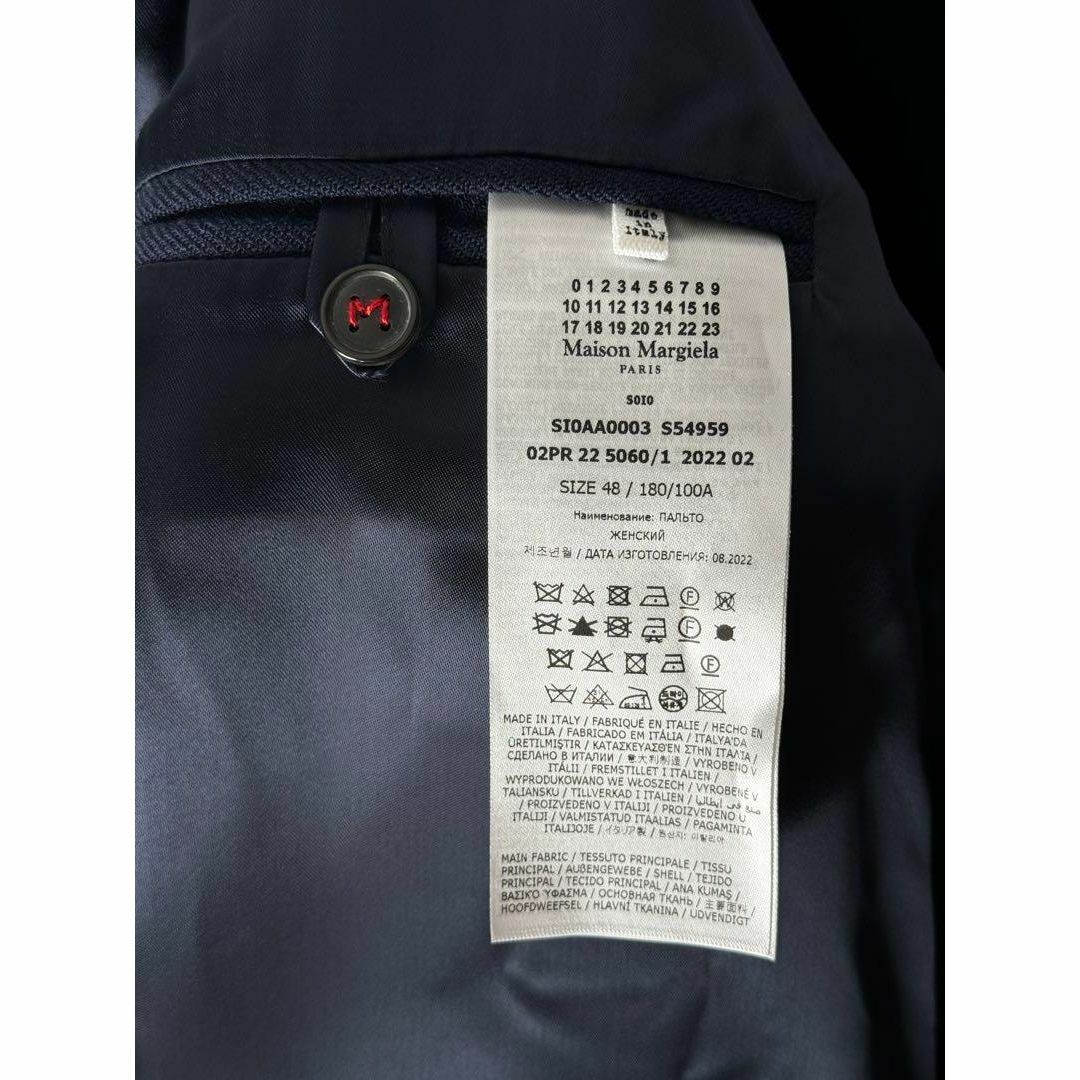 M
made
in
Italy
0 1 2 3 4 5 6 7 8 9
10 11 12 13 14 15 16
17 18 19 20 21 22 23
Maison Margiela
PARIS
S0I0
SI0AA0003 S54959
02PR 22 5060/1 2022 02
SIZE 48 / 180/100A
Наименование: ПАЛЬТО
ЖЕНСКИЙ
제조년월 / ДАТА ИЗГОТОВЛЕНИЯ: 08.2022
F W
F
F
MADE IN ITALY / FABRIQUÉ EN ITALIE / HECHO EN
ITALIA / FABRICADO EM ITÁLIA / ITALYA'DA
ÜRETILMIŞTIR / ΚΑΤΑΣΚΕΥΑΣΘΈΝ ΣΤΗΝ ΙΤΑΛΙΑ /
СДЕЛАНО В ИТАЛИИ / 意大利制造 / VYROBENO V
ITÁLII / FREMSTILLET I ITALIEN /
WYPRODUKOWANO WE WŁOSZECH / VYROBENÉ V
TALIANSKU / TILLVERKAD I ITALIEN / صنع في إيطاليا
/ PROIZVEDENO V ITALIJI / PROIZVEDENO U
ITALIJI / VALMISTATUD ITAALIAS / PAGAMINTA
ITALIJOJE / イタリア製 / 원산지: 이탈리아
MAIN FABRIC / TESSUTO PRINCIPALE / TISSU
PRINCIPAL / AUßENGEWEBE / SHELL / TEJIDO
PRINCIPAL / TECIDO PRINCIPAL / ANA KUMAŞ /
ΒΑΣΙΚΌ ΥΦΑΣΜΑ / ОСНОВНАЯ ТКАНЬ / 主要面料 /
HOOFDWEEFSEL / HLAVNÍ TKANINA / UDVENDIGT